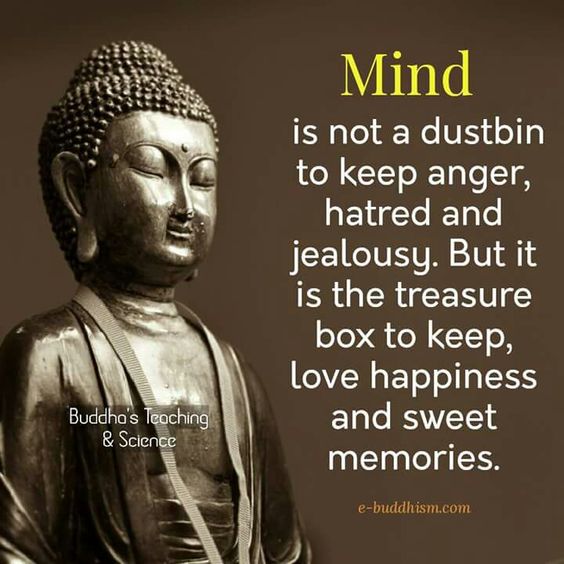 Mind
is not a dustbin
to keep anger,
hatred and
jealousy. But it
is the treasure
box to keep,
love happiness
and sweet
memories.
Buddha's Teaching
& Science
e-buddhism.com